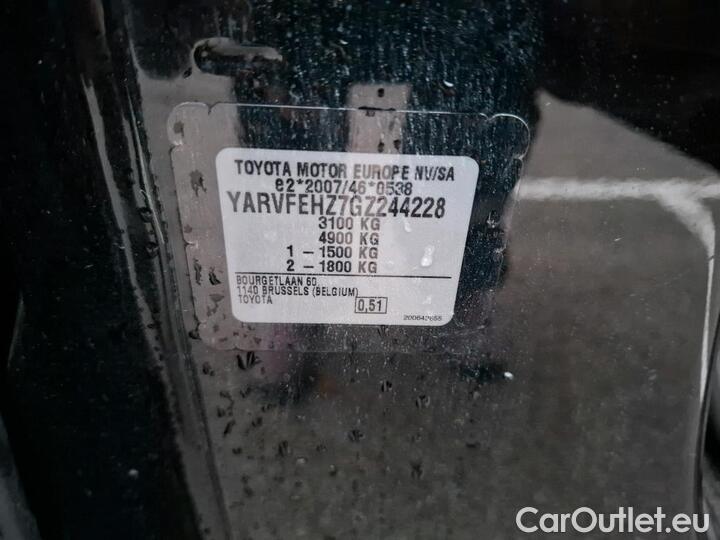 TOYOTA MOTOR EUROPE NV/SA
e2*2007/46*0538
YARVFEHZ7GZ244228
3100 KG
4900 KG
1 - 1500 KG
2 - 1800 KG
BOURGETLAAN 60
1140 BRUSSELS (BELGIUM)
TOYOTA
0,51
200642655
CarOutlet.eu